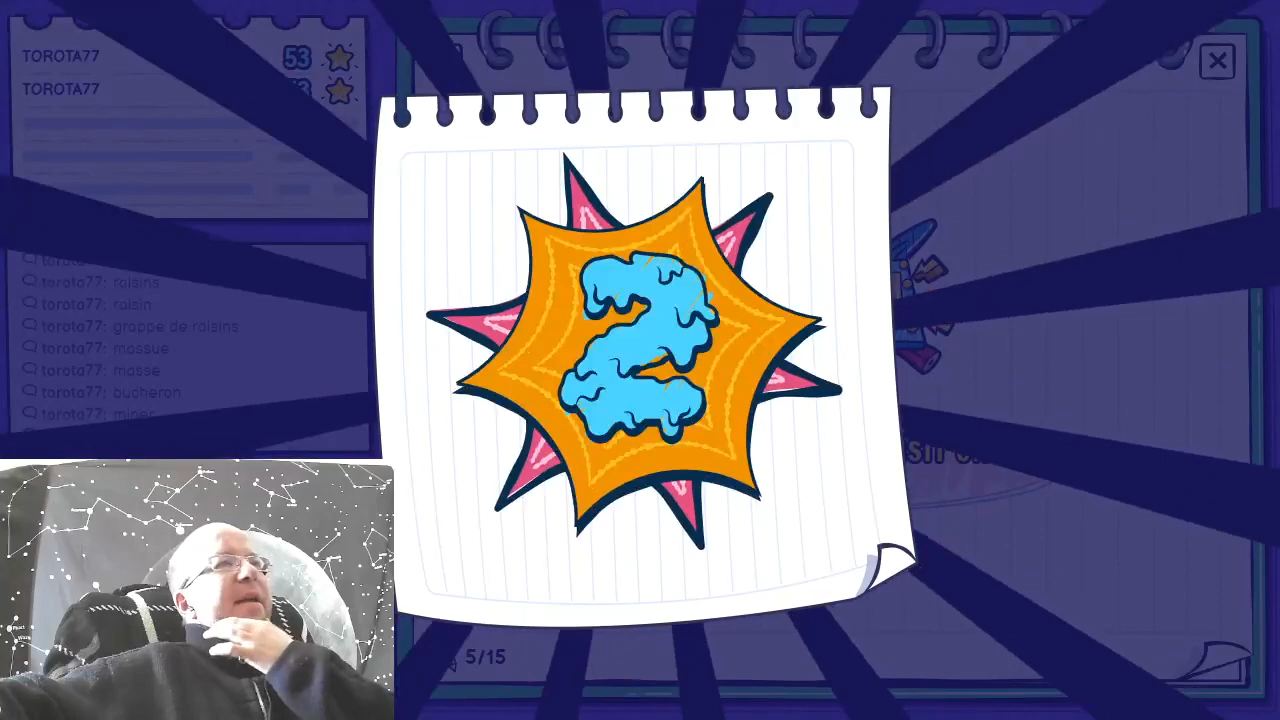 TOROTA77 53
TOROTA77
torota77: raisins
torota77: raisin
torota77: grappe de raisins
torota77: massue
torota77: masse
torota77: bucheron
torota77: miner
2
5/15